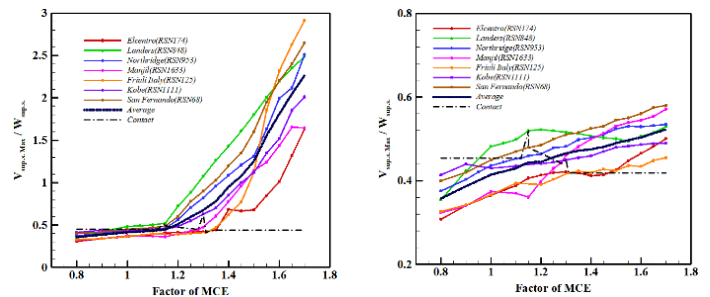 3
2.5
2
1.5
1
0.5
0
0.8
1
1.2
1.4
1.6
1.8
Factor of MCE
V sup.s. Max / W sup.s.
Elcentro(RSN174)
Landers(RSN848)
Northridge(RSN953)
Manjil(RSN1633)
Friuli Italy(RSN125)
Kobe(RSN1111)
San Fernando(RSN68)
Average
Contact
0.8
0.6
0.4
0.2
0.8
1
1.2
1.4
1.6
1.8
Factor of MCE
V sup.s. Max / W sup.s.
Elcentro(RSN174)
Landers(RSN848)
Northridge(RSN953)
Manjil(RSN1633)
Friuli Italy(RSN125)
Kobe(RSN1111)
San Fernando(RSN68)
Average
Contact